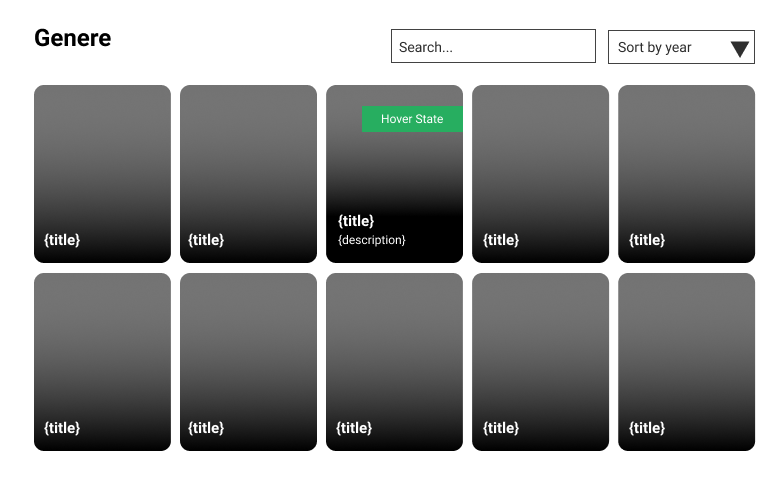 Genere
Search...
Sort by year
Hover State
{title}
{title}
{title}
{description}
{title}
{title}
{title}
{title}
{title}
{title}
{title}